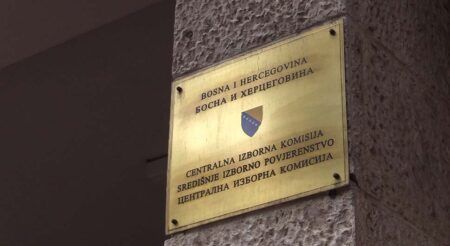 BOSNA I HERCEGOVINA
БОСНА И ХЕРЦЕГОВИНА
CENTRALNA IZBORNA KOMISIJA
SREDIŠNJE IZBORNO POVJERENSTVO
ЦЕНТРАЛНА ИЗБОРНА КОМИСИЈА